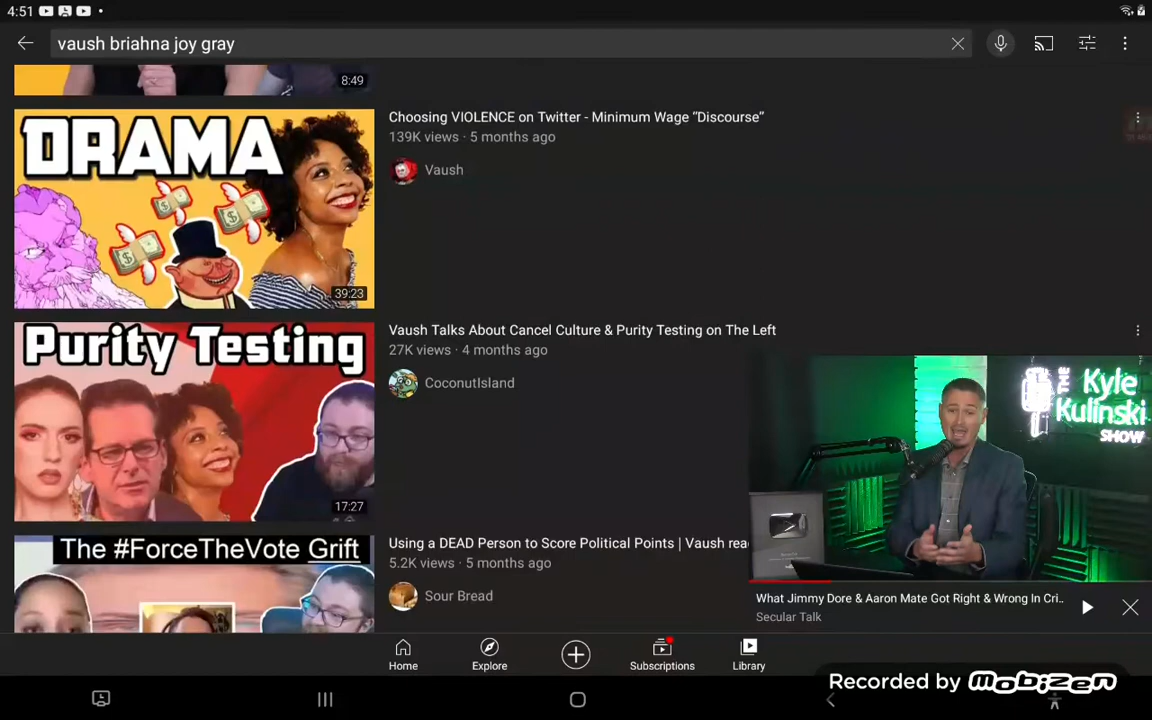 4:51
vaush briahna joy gray
8:49
DRAMA
39:23
Choosing VIOLENCE on Twitter - Minimum Wage “Discourse”
139K views · 5 months ago
Vaush
Purity Testing
17:27
Vaush Talks About Cancel Culture & Purity Testing on The Left
27K views · 4 months ago
CoconutIsland
THE
Kyle
Kulinski
SHOW
The #ForceTheVote Grift
Using a DEAD Person to Score Political Points | Vaush rea
5.2K views · 5 months ago
Sour Bread
What Jimmy Dore & Aaron Mate Got Right & Wrong In Cri..
Secular Talk
Home
Explore
Subscriptions
Library
Recorded by mobizen